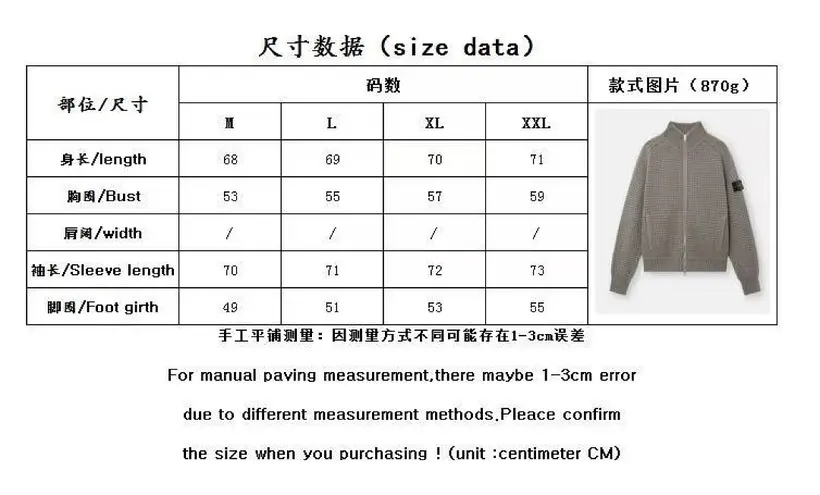 尺寸数据（size data）
部位/尺寸 码数 款式图片（870g）
M L XL XXL
身长/length 68 69 70 71
胸围/Bust 53 55 57 59
肩阔/width / / / /
袖长/Sleeve length 70 71 72 73
脚围/Foot girth 49 51 53 55
手工平铺测量：因测量方式不同可能存在1-3cm误差
For manual paving measurement,there maybe 1-3cm error
due to different measurement methods.Pleace confirm
the size when you purchasing！(unit :centimeter CM)